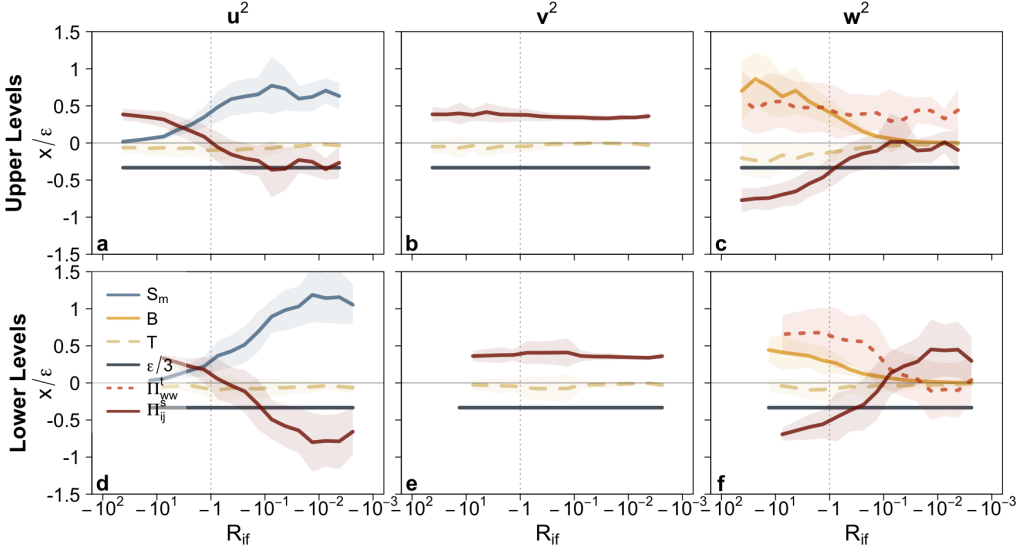 u²
v²
w²
Upper Levels
x/ε
1.5
1
0.5
0
-0.5
-1
-1.5
a
b
c
Lower Levels
x/ε
1.5
1
0.5
0
-0.5
-1
-1.5
S_m
B
T
ε/3
Π^t_ww
Π^s_ij
d
e
f
−10² −10¹ −1 −10⁻¹ −10⁻² −10⁻³
−10² −10¹ −1 −10⁻¹ −10⁻² −10⁻³
−10² −10¹ −1 −10⁻¹ −10⁻² −10⁻³
R_if
R_if
R_if